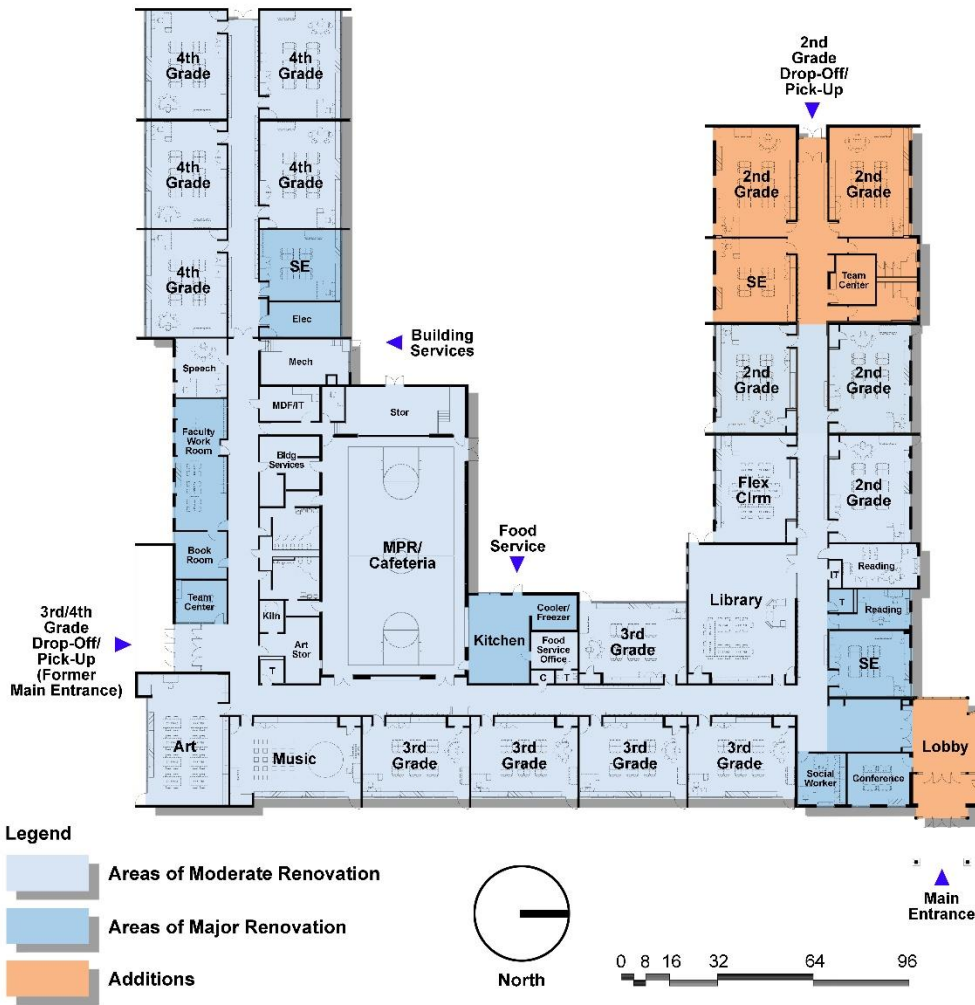 4th
Grade
4th
Grade
2nd
Grade
Drop-Off/
Pick-Up
4th
Grade
4th
Grade
2nd
Grade
2nd
Grade
4th
Grade
SE
SE
Team
Center
Elec
Building
Services
Speech
Mech
2nd
Grade
2nd
Grade
MDF/IT
Stor
Faculty
Work
Room
Bldg
Services
Flex
Clrm
2nd
Grade
Book
Room
MPR/
Cafeteria
Food
Service
Reading
IT
Team
Center
Kiln
Art
Stor
T
Kitchen
Cooler/
Freezer
Food
Service
Office
C
T
3rd
Grade
Library
T
Reading
SE
3rd/4th
Grade
Drop-Off/
Pick-Up
(Former
Main Entrance)
Art
Music
3rd
Grade
3rd
Grade
3rd
Grade
3rd
Grade
Social
Worker
Conference
Lobby
Main
Entrance
Legend
Areas of Moderate Renovation
Areas of Major Renovation
Additions
North
0 8 16 32 64 96